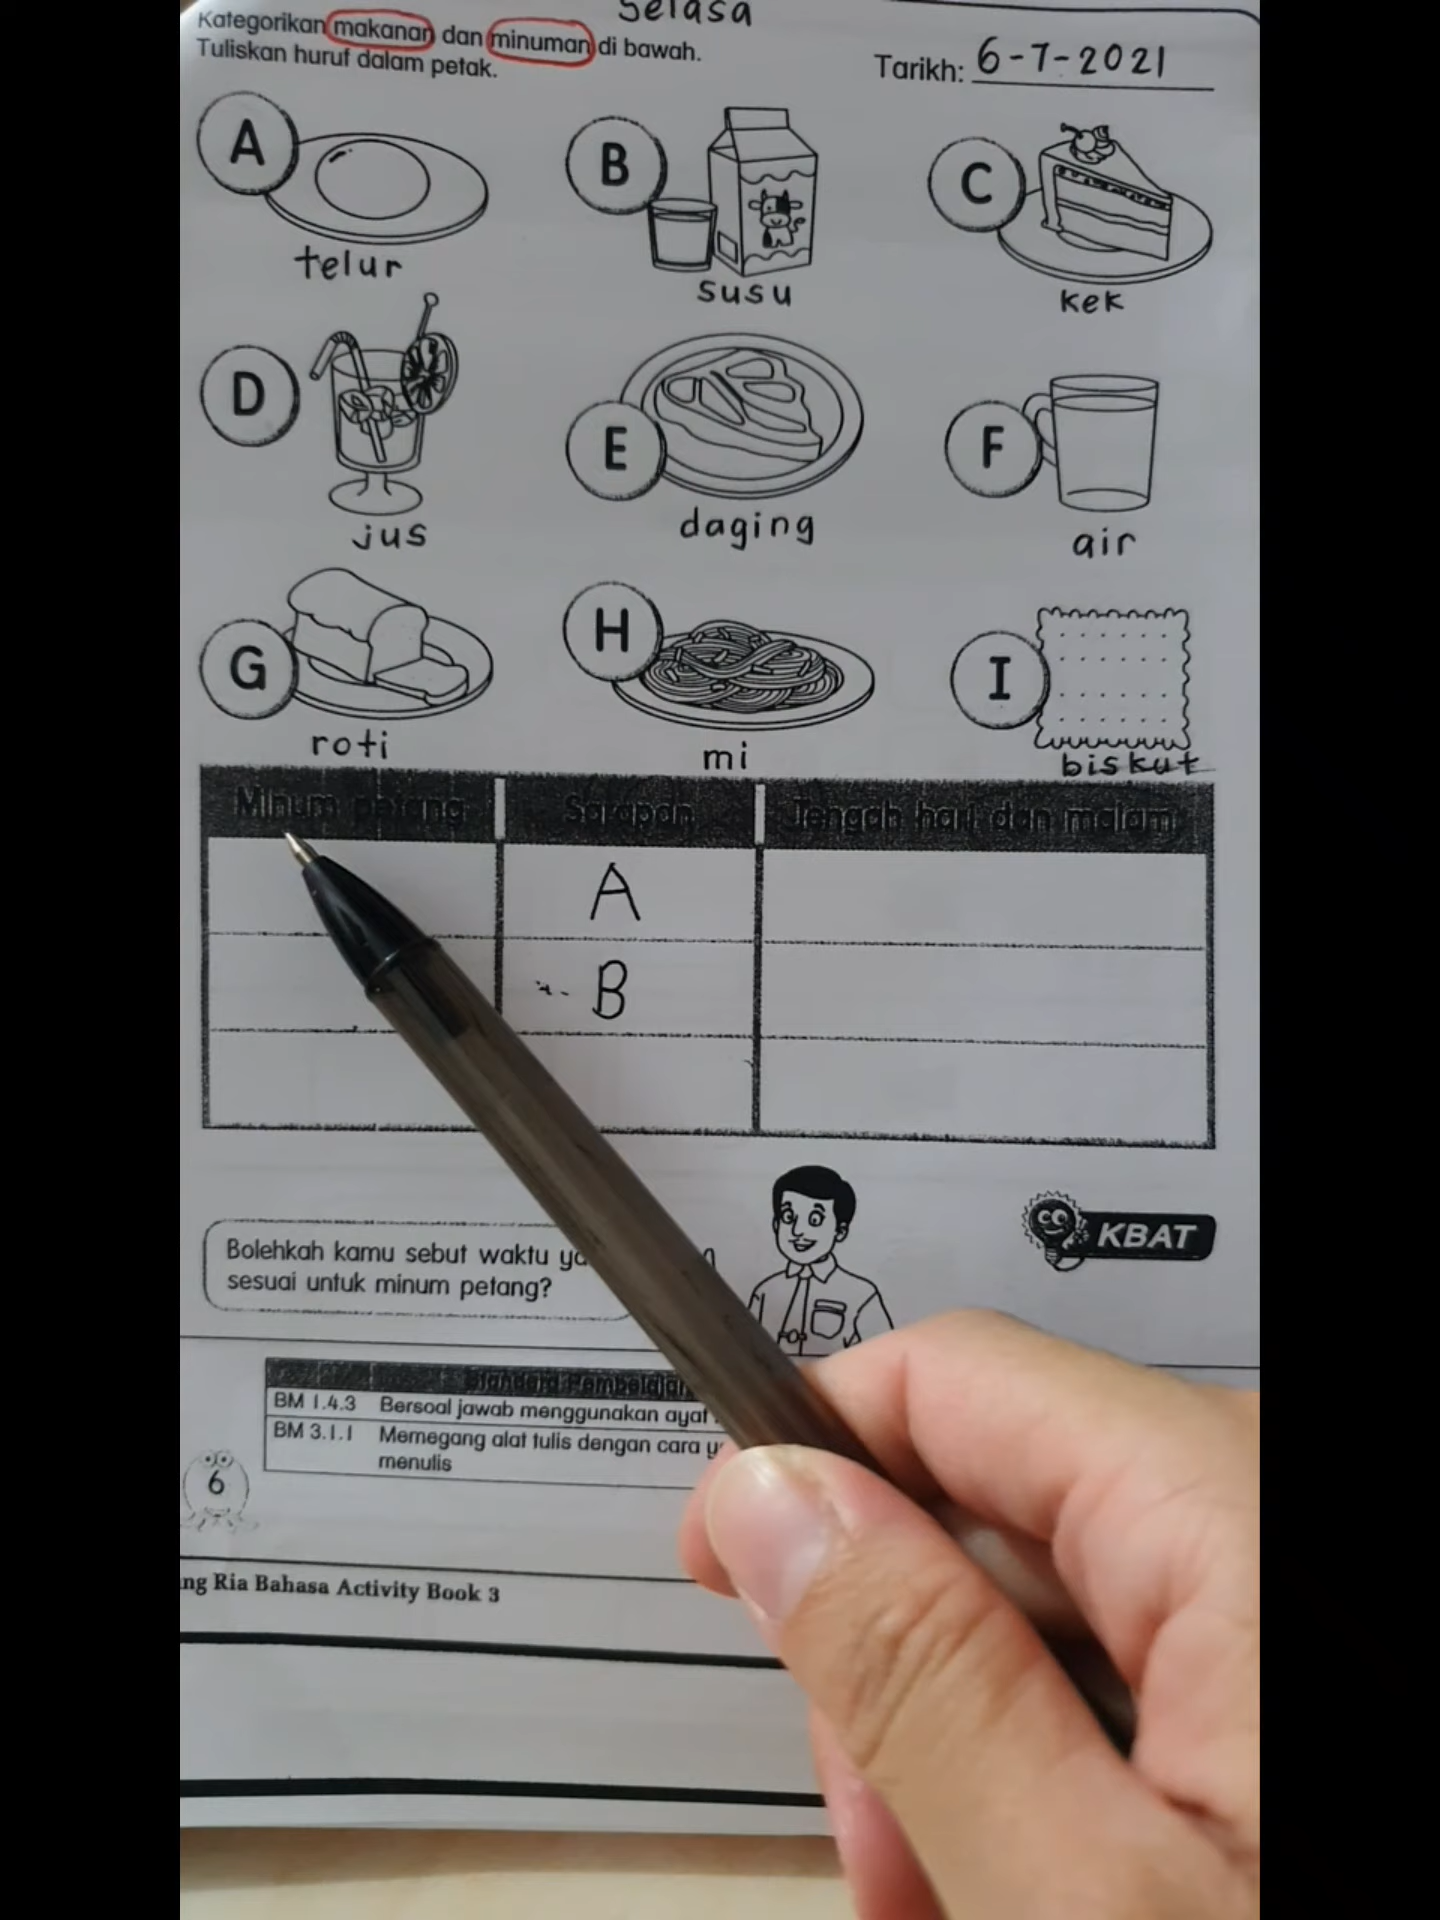 Selasa
Kategorikan makanan dan minuman di bawah.
Tuliskan huruf dalam petak.
Tarikh: 6-7-2021
A
telur
B
susu
C
kek
D
jus
E
daging
F
air
G
roti
H
mi
I
biskut
Minum petang Sarapan Tengah hari dan malam
A
B
Bolehkah kamu sebut waktu
sesuai untuk minum petang?
KBAT
Standard Pembelajaran
BM 1.4.3 Bersoal jawab menggunakan ayat
BM 3.1.1 Memegang alat tulis dengan cara
menulis
6
ng Ria Bahasa Activity Book 3